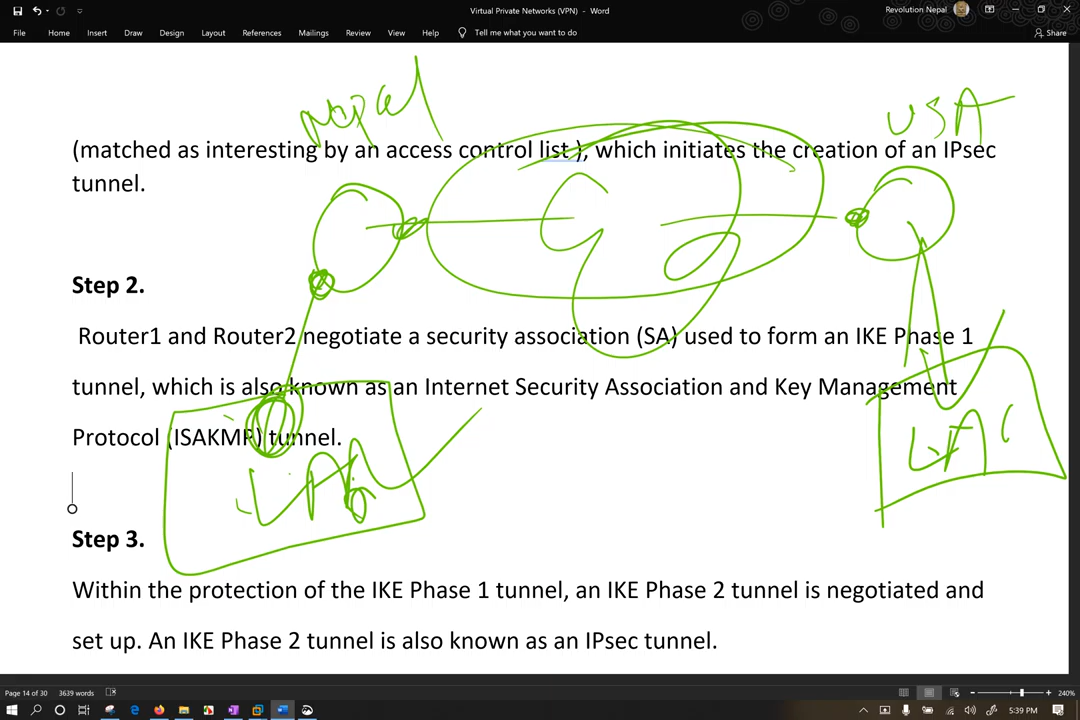 Virtual Private Networks (VPN) - Word
Revolution Nepal
File Home Insert Draw Design Layout References Mailings Review View Help Tell me what you want to do Share
Nepal
USA
(matched as interesting by an access control list ), which initiates the creation of an IPsec
tunnel.
Step 2.
Router1 and Router2 negotiate a security association (SA) used to form an IKE Phase 1
tunnel, which is also known as an Internet Security Association and Key Management
Protocol (ISAKMP) tunnel.
Step 3.
Within the protection of the IKE Phase 1 tunnel, an IKE Phase 2 tunnel is negotiated and
set up. An IKE Phase 2 tunnel is also known as an IPsec tunnel.
Page 14 of 30 3639 words 240%
5:39 PM